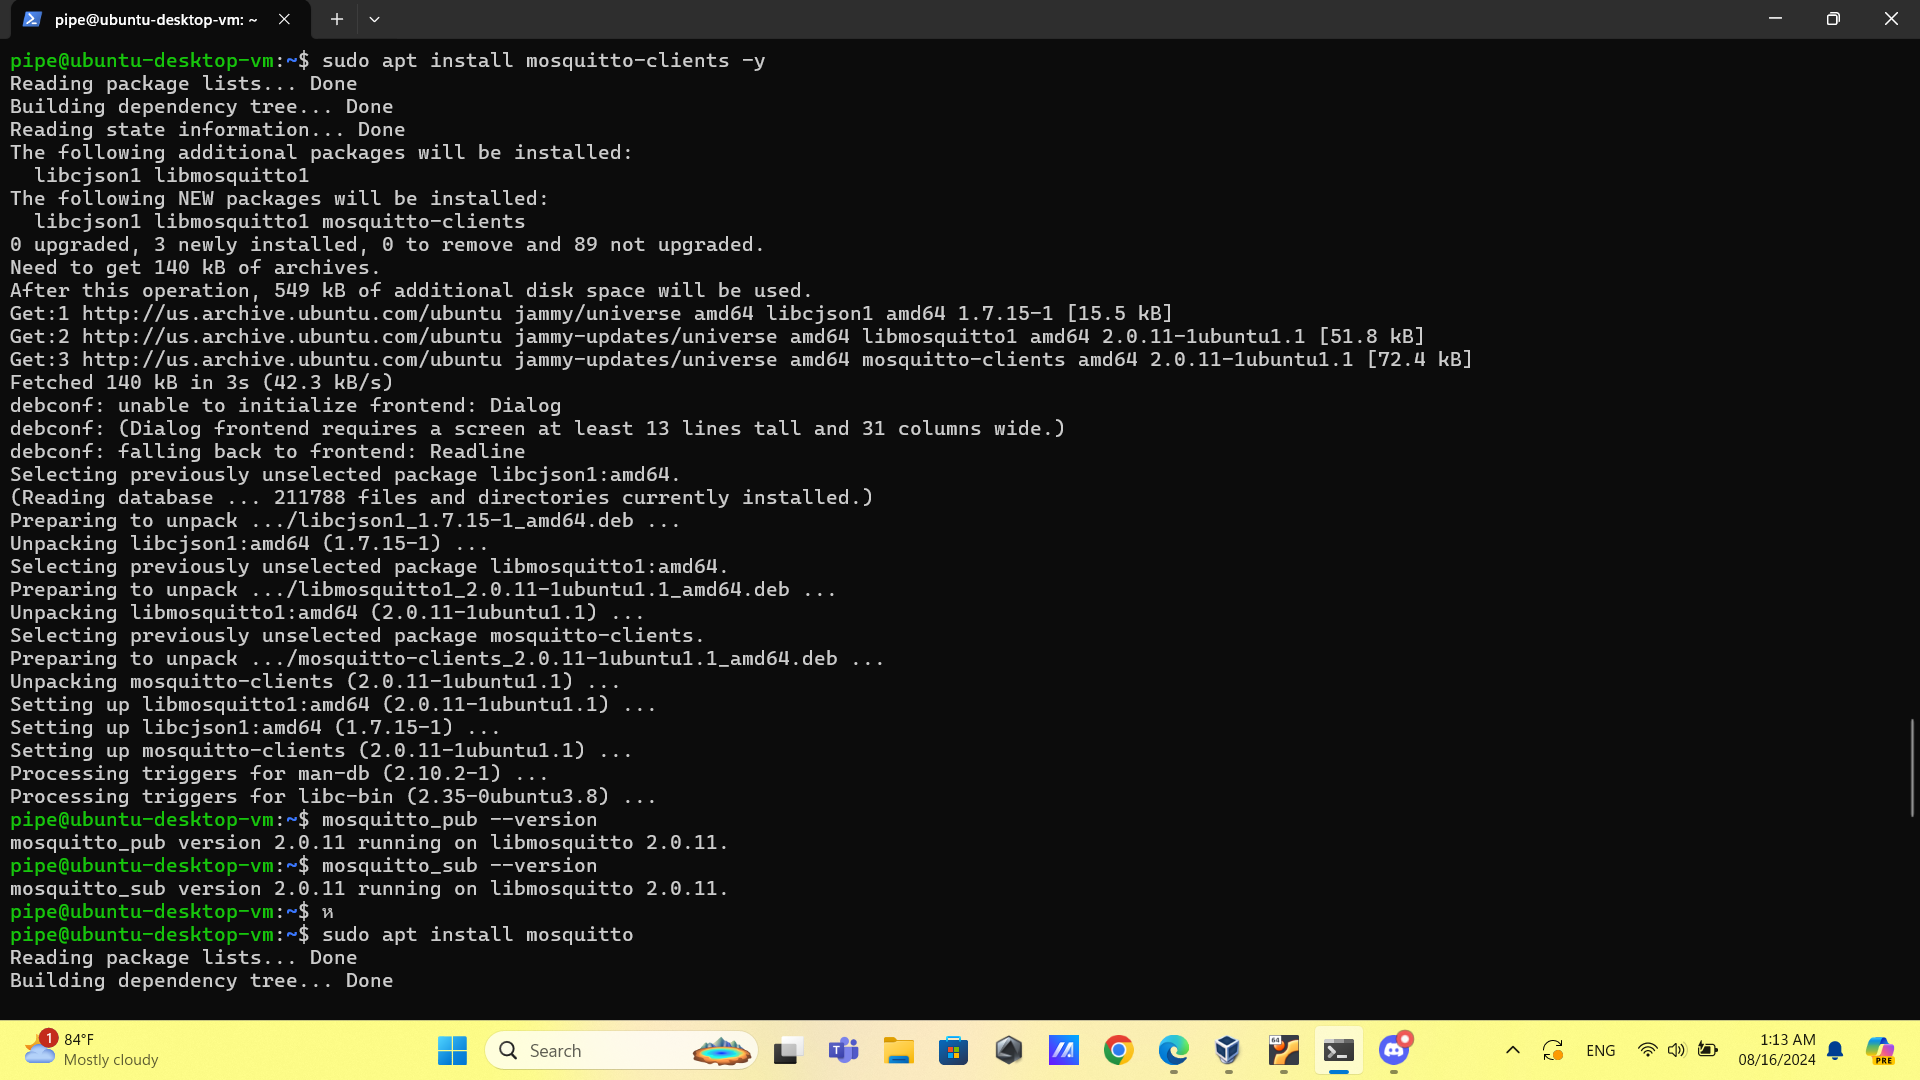 pipe@ubuntu-desktop-vm: ~
pipe@ubuntu-desktop-vm:~$ sudo apt install mosquitto-clients -y
Reading package lists... Done
Building dependency tree... Done
Reading state information... Done
The following additional packages will be installed:
  libcjson1 libmosquitto1
The following NEW packages will be installed:
  libcjson1 libmosquitto1 mosquitto-clients
0 upgraded, 3 newly installed, 0 to remove and 89 not upgraded.
Need to get 140 kB of archives.
After this operation, 549 kB of additional disk space will be used.
Get:1 http://us.archive.ubuntu.com/ubuntu jammy/universe amd64 libcjson1 amd64 1.7.15-1 [15.5 kB]
Get:2 http://us.archive.ubuntu.com/ubuntu jammy-updates/universe amd64 libmosquitto1 amd64 2.0.11-1ubuntu1.1 [51.8 kB]
Get:3 http://us.archive.ubuntu.com/ubuntu jammy-updates/universe amd64 mosquitto-clients amd64 2.0.11-1ubuntu1.1 [72.4 kB]
Fetched 140 kB in 3s (42.3 kB/s)
debconf: unable to initialize frontend: Dialog
debconf: (Dialog frontend requires a screen at least 13 lines tall and 31 columns wide.)
debconf: falling back to frontend: Readline
Selecting previously unselected package libcjson1:amd64.
(Reading database ... 211788 files and directories currently installed.)
Preparing to unpack .../libcjson1_1.7.15-1_amd64.deb ...
Unpacking libcjson1:amd64 (1.7.15-1) ...
Selecting previously unselected package libmosquitto1:amd64.
Preparing to unpack .../libmosquitto1_2.0.11-1ubuntu1.1_amd64.deb ...
Unpacking libmosquitto1:amd64 (2.0.11-1ubuntu1.1) ...
Selecting previously unselected package mosquitto-clients.
Preparing to unpack .../mosquitto-clients_2.0.11-1ubuntu1.1_amd64.deb ...
Unpacking mosquitto-clients (2.0.11-1ubuntu1.1) ...
Setting up libmosquitto1:amd64 (2.0.11-1ubuntu1.1) ...
Setting up libcjson1:amd64 (1.7.15-1) ...
Setting up mosquitto-clients (2.0.11-1ubuntu1.1) ...
Processing triggers for man-db (2.10.2-1) ...
Processing triggers for libc-bin (2.35-0ubuntu3.8) ...
pipe@ubuntu-desktop-vm:~$ mosquitto_pub --version
mosquitto_pub version 2.0.11 running on libmosquitto 2.0.11.
pipe@ubuntu-desktop-vm:~$ mosquitto_sub --version
mosquitto_sub version 2.0.11 running on libmosquitto 2.0.11.
pipe@ubuntu-desktop-vm:~$ ห
pipe@ubuntu-desktop-vm:~$ sudo apt install mosquitto
Reading package lists... Done
Building dependency tree... Done
1
84°F
Mostly cloudy
Search
64
ENG
1:13 AM
08/16/2024
PRE